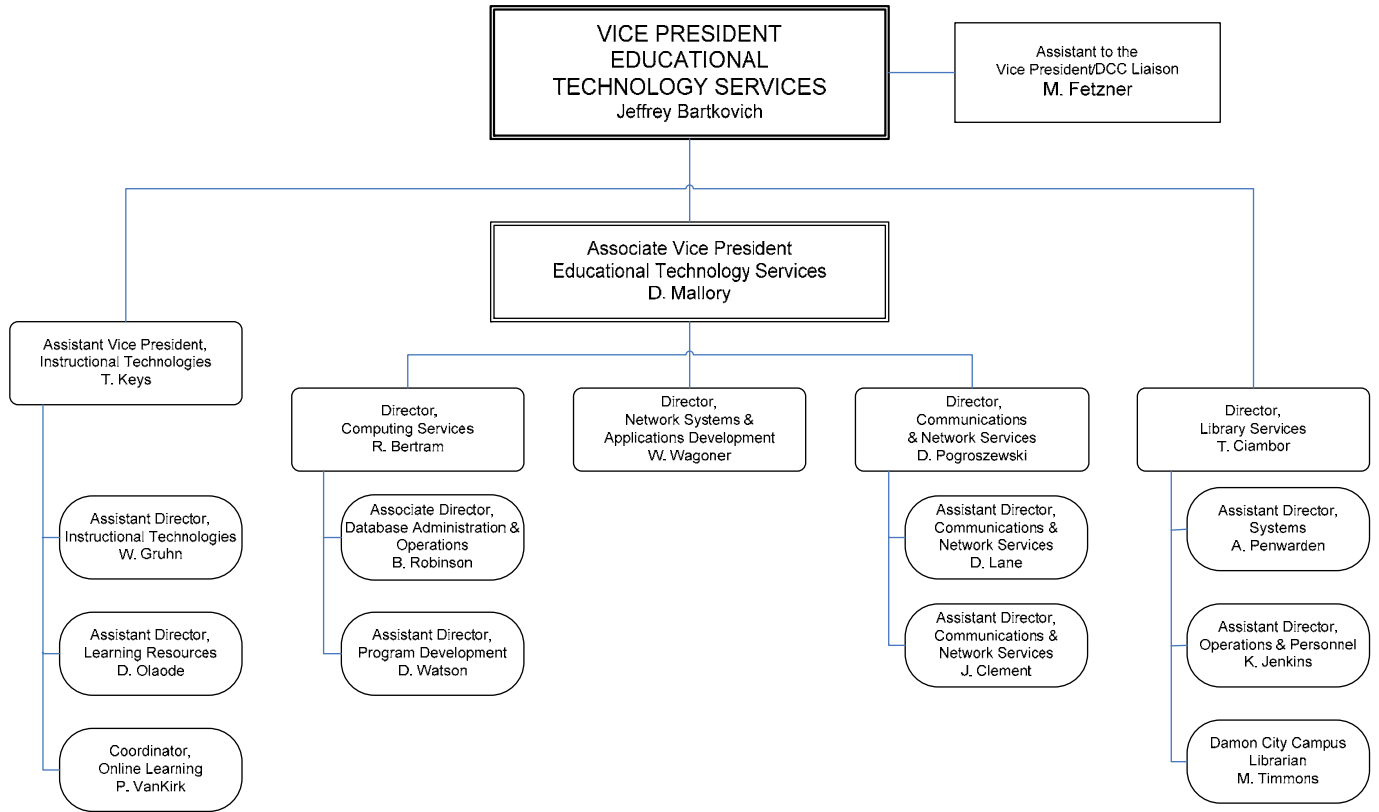 VICE PRESIDENT
EDUCATIONAL
TECHNOLOGY SERVICES
Jeffrey Bartkovich
Assistant to the
Vice President/DCC Liaison
M. Fetzner
Associate Vice President
Educational Technology Services
D. Mallory
Assistant Vice President,
Instructional Technologies
T. Keys
Director,
Computing Services
R. Bertram
Director,
Network Systems &
Applications Development
W. Wagoner
Director,
Communications
& Network Services
D. Pogroszewski
Director,
Library Services
T. Ciambor
Assistant Director,
Instructional Technologies
W. Gruhn
Associate Director,
Database Administration &
Operations
B. Robinson
Assistant Director,
Communications &
Network Services
D. Lane
Assistant Director,
Systems
A. Penwarden
Assistant Director,
Learning Resources
D. Olaode
Assistant Director,
Program Development
D. Watson
Assistant Director,
Communications &
Network Services
J. Clement
Assistant Director,
Operations & Personnel
K. Jenkins
Coordinator,
Online Learning
P. VanKirk
Damon City Campus
Librarian
M. Timmons